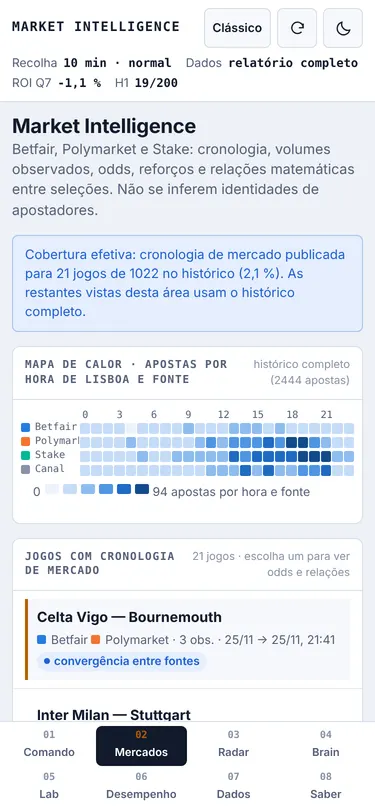 MARKET INTELLIGENCE
Clássico
Recolha 10 min · normal Dados relatório completo
ROI Q7 -1,1 % H1 19/200
Market Intelligence
Betfair, Polymarket e Stake: cronologia, volumes
observados, odds, reforços e relações matemáticas
entre seleções. Não se inferem identidades de
apostadores.
Cobertura efetiva: cronologia de mercado publicada
para 21 jogos de 1022 no histórico (2,1 %). As
restantes vistas desta área usam o histórico
completo.
MAPA DE CALOR · APOSTAS POR
HORA DE LISBOA E FONTE
histórico completo
(2444 apostas)
0 3 6 9 12 15 18 21
Betfair
Polymar
Stake
Canal
0 94 apostas por hora e fonte
JOGOS COM CRONOLOGIA
DE MERCADO
21 jogos · escolha um para ver
odds e relações
Celta Vigo — Bournemouth
Betfair Polymarket · 3 obs. · 25/11 → 25/11, 21:41
convergência entre fontes
Inter Milan — Stuttgart
01 02 03 04
Comando Mercados Radar Brain
05 06 07 08
Lab Desempenho Dados Saber